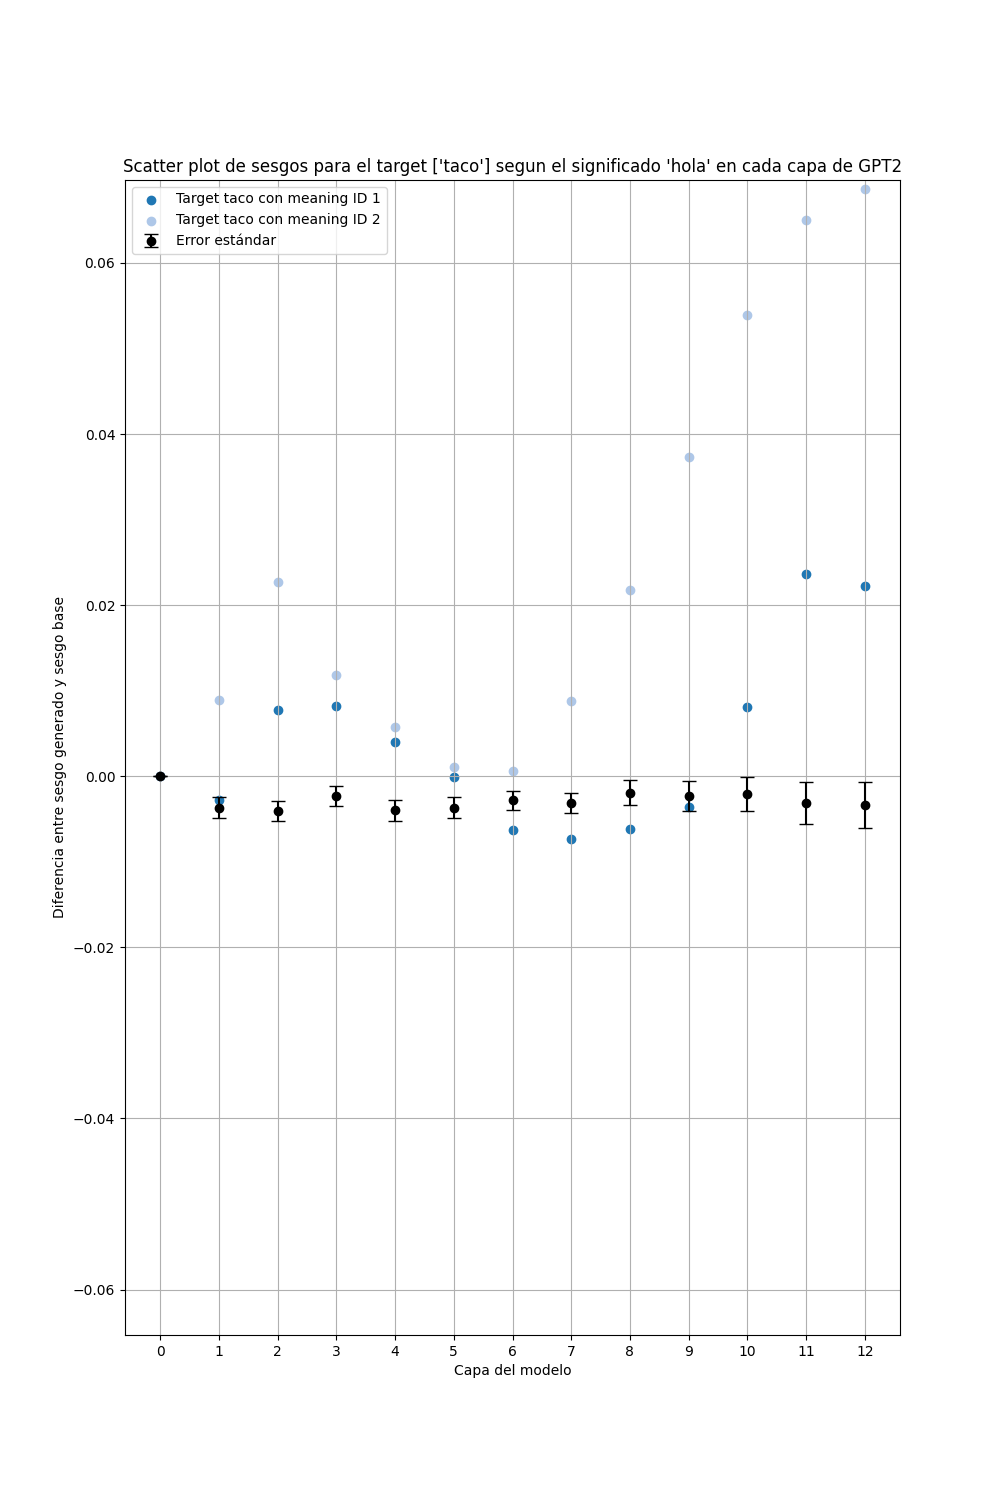 Scatter plot de sesgos para el target ['taco'] segun el significado 'hola' en cada capa de GPT2
Target taco con meaning ID 1
Target taco con meaning ID 2
Error estándar
Diferencia entre sesgo generado y sesgo base
0.06
0.04
0.02
0.00
−0.02
−0.04
−0.06
0 1 2 3 4 5 6 7 8 9 10 11 12
Capa del modelo